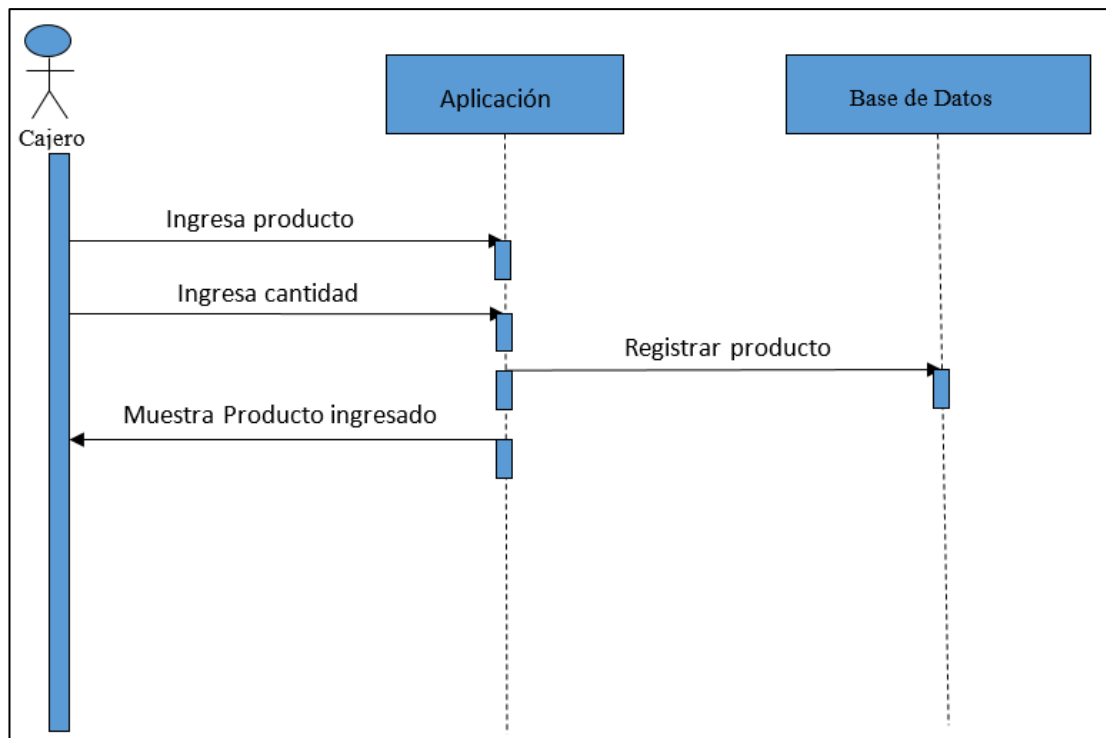 Cajero
Aplicación
Base de Datos
Ingresa producto
Ingresa cantidad
Registrar producto
Muestra Producto ingresado